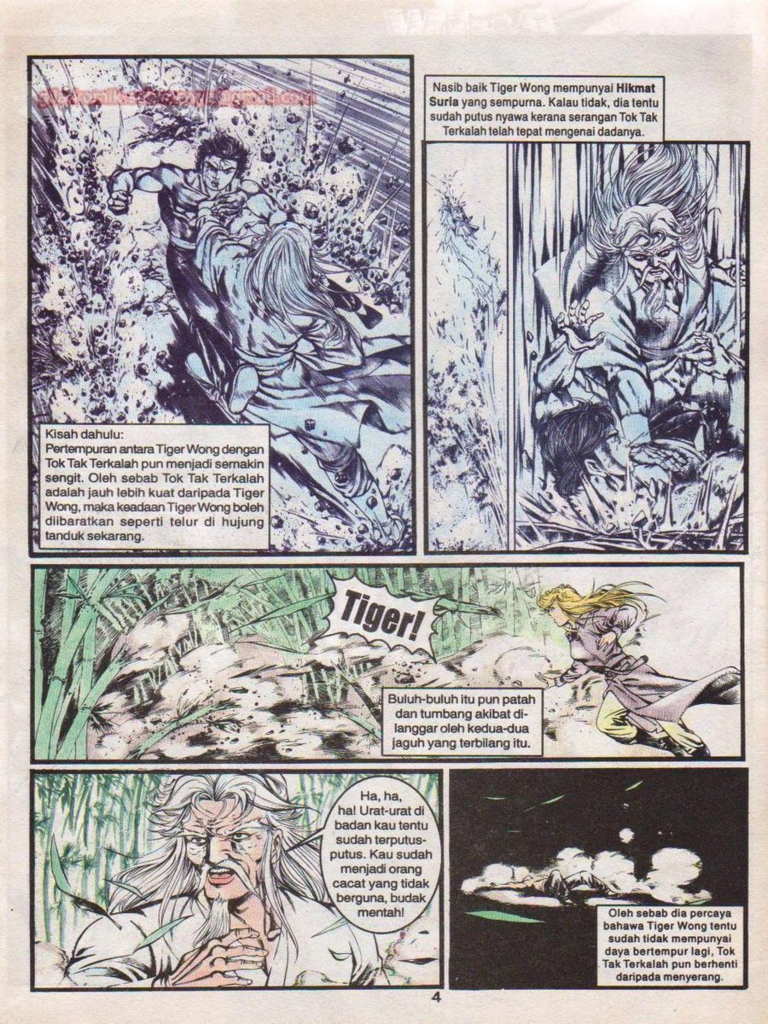 Kisah dahulu:
Pertempuran antara Tiger Wong dengan
Tok Tak Terkalah pun menjadi semakin
sengit. Oleh sebab Tok Tak Terkalah
adalah jauh lebih kuat daripada Tiger
Wong, maka keadaan Tiger Wong boleh
diibaratkan seperti telur di hujung
tanduk sekarang.
Nasib baik Tiger Wong mempunyai Hikmat
Suria yang sempurna. Kalau tidak, dia tentu
sudah putus nyawa kerana serangan Tok Tak
Terkalah telah tepat mengenai dadanya.
Tiger!
Buluh-buluh itu pun patah
dan tumbang akibat di-
langgar oleh kedua-dua
jaguh yang terbilang itu.
Ha, ha,
ha! Urat-urat di
badan kau tentu
sudah terputus-
putus. Kau sudah
menjadi orang
cacat yang tidak
berguna, budak
mentah!
Oleh sebab dia percaya
bahawa Tiger Wong tentu
sudah tidak mempunyai
daya bertempur lagi, Tok
Tak Terkalah pun berhenti
daripada menyerang.
4